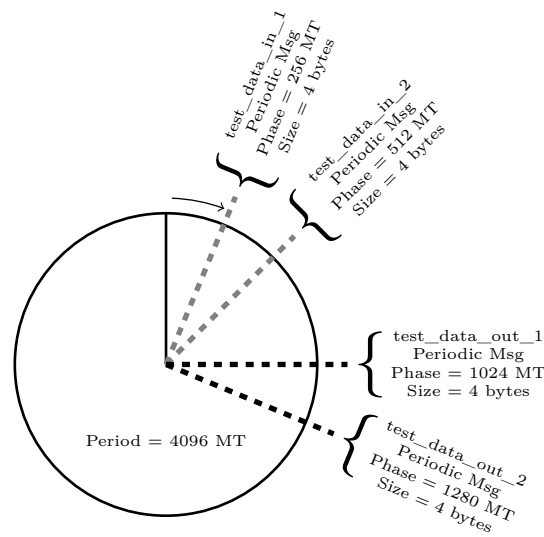 test_data_in_1
Periodic Msg
Phase = 256 MT
Size = 4 bytes
test_data_in_2
Periodic Msg
Phase = 512 MT
Size = 4 bytes
test_data_out_1
Periodic Msg
Phase = 1024 MT
Size = 4 bytes
test_data_out_2
Periodic Msg
Phase = 1280 MT
Size = 4 bytes
Period = 4096 MT